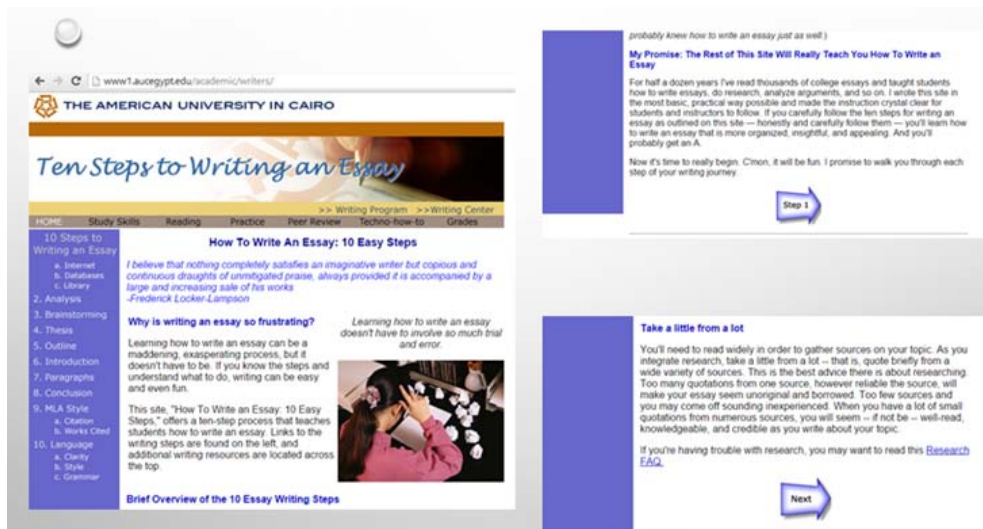 www1.aucegypt.edu/academic/writers/
THE AMERICAN UNIVERSITY IN CAIRO
Ten Steps to Writing an Essay
>> Writing Program >>Writing Center
HOME Study Skills Reading Practice Peer Review Techno-how-to Grades
10 Steps to
Writing an Essay
a. Internet
b. Databases
c. Library
2. Analysis
3. Brainstorming
4. Thesis
5. Outline
6. Introduction
7. Paragraphs
8. Conclusion
9. MLA Style
a. Citation
b. Works Cited
10. Language
a. Clarity
b. Style
c. Grammar
How To Write An Essay: 10 Easy Steps
I believe that nothing completely satisfies an imaginative writer but copious and
continuous draughts of unmitigated praise, always provided it is accompanied by a
large and increasing sale of his works
-Frederick Locker-Lampson
Why is writing an essay so frustrating?
Learning how to write an essay can be a
maddening, exasperating process, but it
doesn't have to be. If you know the steps and
understand what to do, writing can be easy
and even fun.
This site, "How To Write an Essay: 10 Easy
Steps," offers a ten-step process that teaches
students how to write an essay. Links to the
writing steps are found on the left, and
additional writing resources are located across
the top.
Learning how to write an essay
doesn't have to involve so much trial
and error.
Brief Overview of the 10 Essay Writing Steps
probably knew how to write an essay just as well.)
My Promise: The Rest of This Site Will Really Teach You How To Write an
Essay
For half a dozen years I've read thousands of college essays and taught students
how to write essays, do research, analyze arguments, and so on. I wrote this site in
the most basic, practical way possible and made the instruction crystal clear for
students and instructors to follow. If you carefully follow the ten steps for writing an
essay as outlined on this site — honestly and carefully follow them — you'll learn how
to write an essay that is more organized, insightful, and appealing. And you'll
probably get an A.
Now it's time to really begin. C'mon, it will be fun. I promise to walk you through each
step of your writing journey.
Step 1
Take a little from a lot
You'll need to read widely in order to gather sources on your topic. As you
integrate research, take a little from a lot -- that is, quote briefly from a
wide variety of sources. This is the best advice there is about researching.
Too many quotations from one source, however reliable the source, will
make your essay seem unoriginal and borrowed. Too few sources and
you may come off sounding inexperienced. When you have a lot of small
quotations from numerous sources, you will seem -- if not be -- well-read,
knowledgeable, and credible as you write about your topic.
If you're having trouble with research, you may want to read this Research
FAQ.
Next